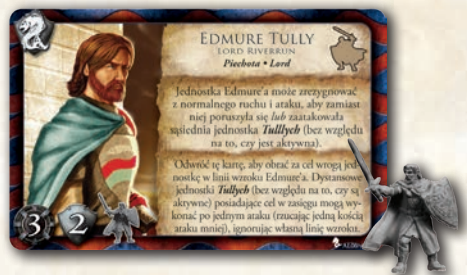 EDMURE TULLY
LORD RIVERRUN
Piechota • Lord
Jednostka Edmure'a może zrezygnować
z normalnego ruchu i ataku, aby zamiast
niej poruszyła się lub zaatakowała
sąsiednia jednostka Tulllych (bez względu
na to, czy jest aktywna).
Odwróć tę kartę, aby obrać za cel wrogą jed-
nostkę w linii wzroku Edmure'a. Dystansowe
jednostki Tullych (bez względu na to, czy są
aktywne) posiadające cel w zasięgu mogą wy-
konać po jednym ataku (rzucając jedną kością
ataku mniej), ignorując własną linię wzroku.
3 2